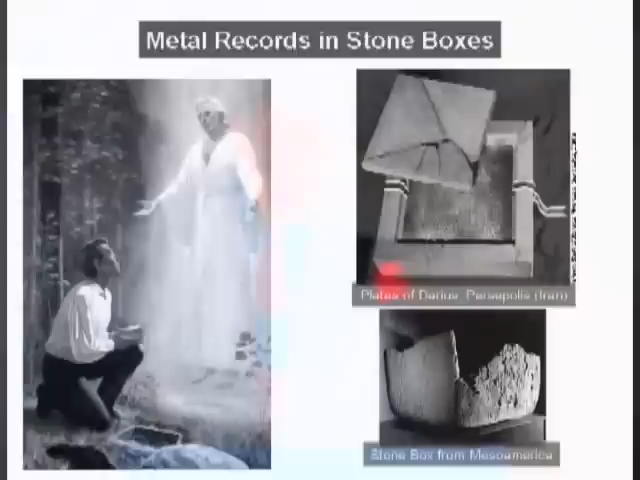 Metal Records in Stone Boxes
Plates of Darius, Persepolis (Iran)
Stone Box from Mesoamerica